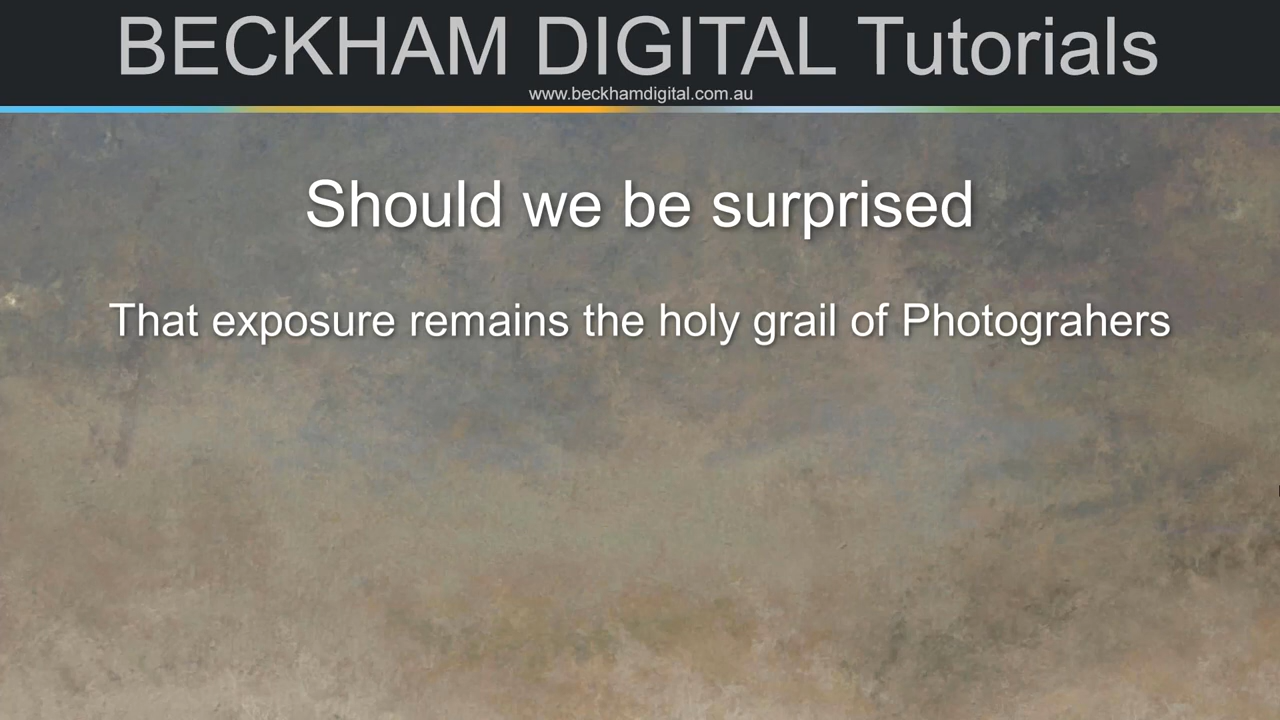 BECKHAM DIGITAL Tutorials
www.beckhamdigital.com.au
Should we be surprised
That exposure remains the holy grail of Photograhers